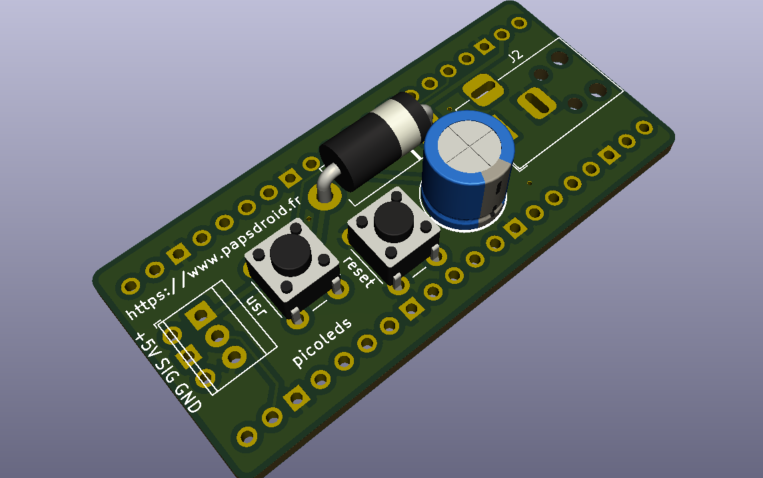 J2
https://www.papsdroid.fr
reset
usr
picoleds
+5V SIG GND